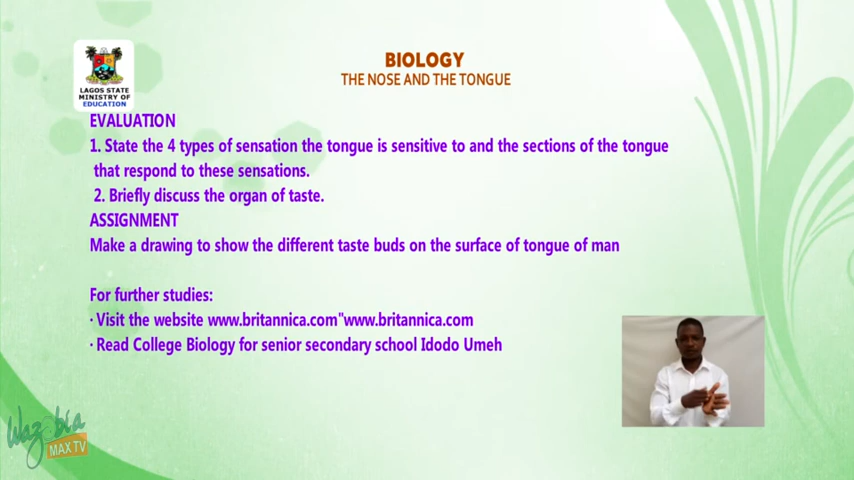 BIOLOGY
THE NOSE AND THE TONGUE
LAGOS STATE
MINISTRY OF
EDUCATION
EVALUATION
1. State the 4 types of sensation the tongue is sensitive to and the sections of the tongue
that respond to these sensations.
2. Briefly discuss the organ of taste.
ASSIGNMENT
Make a drawing to show the different taste buds on the surface of tongue of man
For further studies:
· Visit the website www.britannica.com"www.britannica.com
· Read College Biology for senior secondary school Idodo Umeh
Wazobia
MAX TV